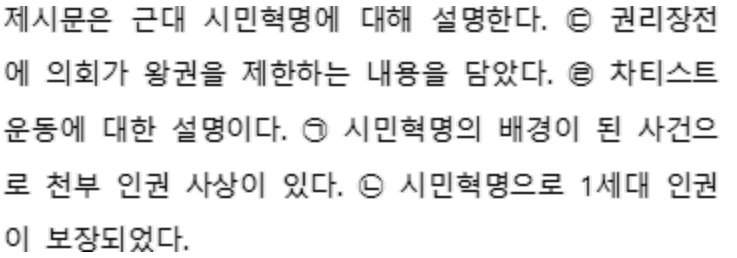 제시문은 근대 시민혁명에 대해 설명한다. ㉢ 권리장전
에 의회가 왕권을 제한하는 내용을 담았다. ㉣ 차티스트
운동에 대한 설명이다. ㉠ 시민혁명의 배경이 된 사건으
로 천부 인권 사상이 있다. ㉡ 시민혁명으로 1세대 인권
이 보장되었다.